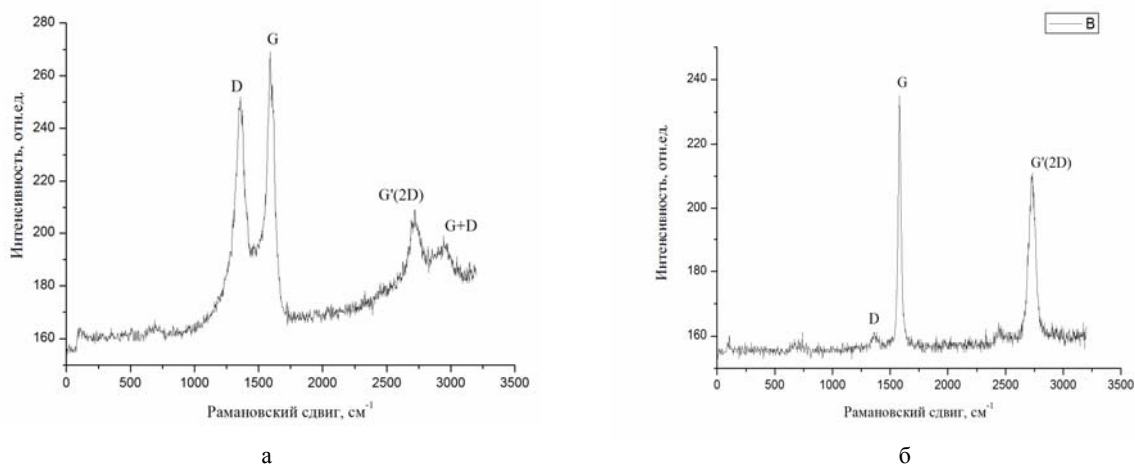 280
260
240
220
200
180
160
Интенсивность, отн.ед.
D
G
G'(2D)
G+D
0
500
1000
1500
2000
2500
3000
3500
Рамановский сдвиг, см⁻¹
а
B
240
220
200
180
160
Интенсивность, отн.ед.
G
G'(2D)
D
0
500
1000
1500
2000
2500
3000
3500
Рамановский сдвиг, см⁻¹
б